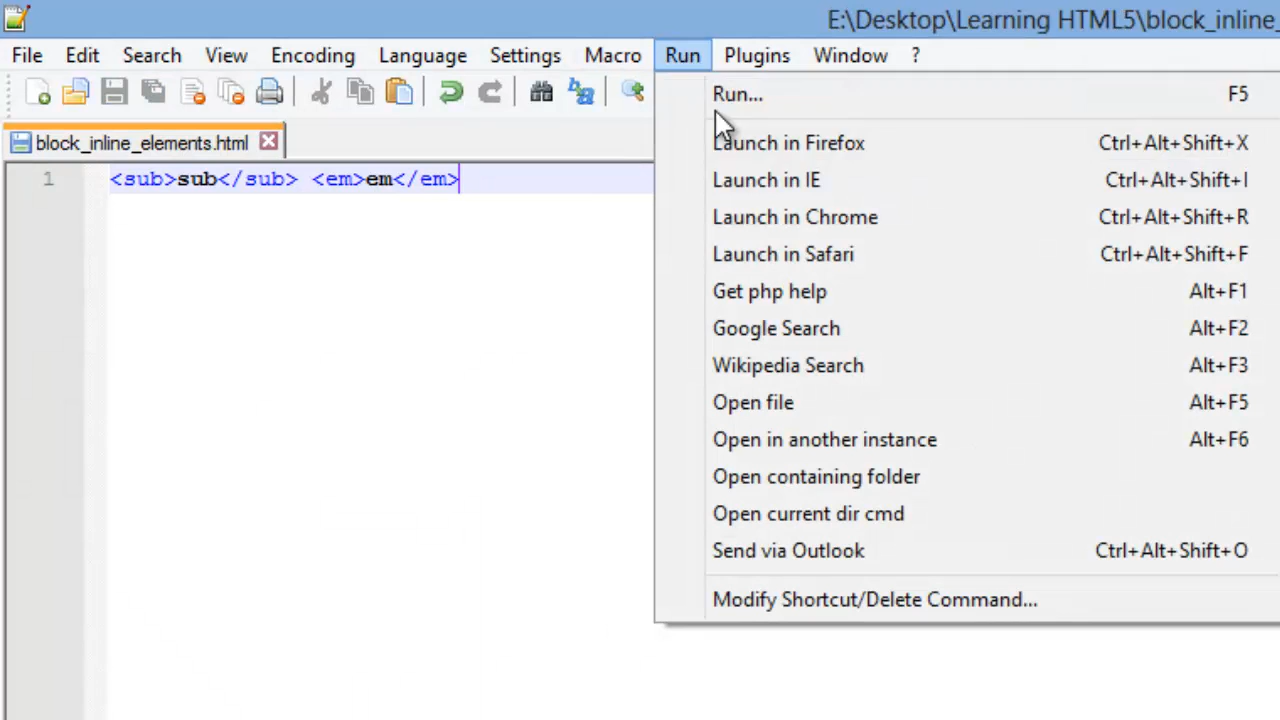 E:\Desktop\Learning HTML5\block_inline_
File Edit Search View Encoding Language Settings Macro Run Plugins Window ?
block_inline_elements.html
1 <sub>sub</sub> <em>em</em>
Run... F5
Launch in Firefox Ctrl+Alt+Shift+X
Launch in IE Ctrl+Alt+Shift+I
Launch in Chrome Ctrl+Alt+Shift+R
Launch in Safari Ctrl+Alt+Shift+F
Get php help Alt+F1
Google Search Alt+F2
Wikipedia Search Alt+F3
Open file Alt+F5
Open in another instance Alt+F6
Open containing folder
Open current dir cmd
Send via Outlook Ctrl+Alt+Shift+O
Modify Shortcut/Delete Command...